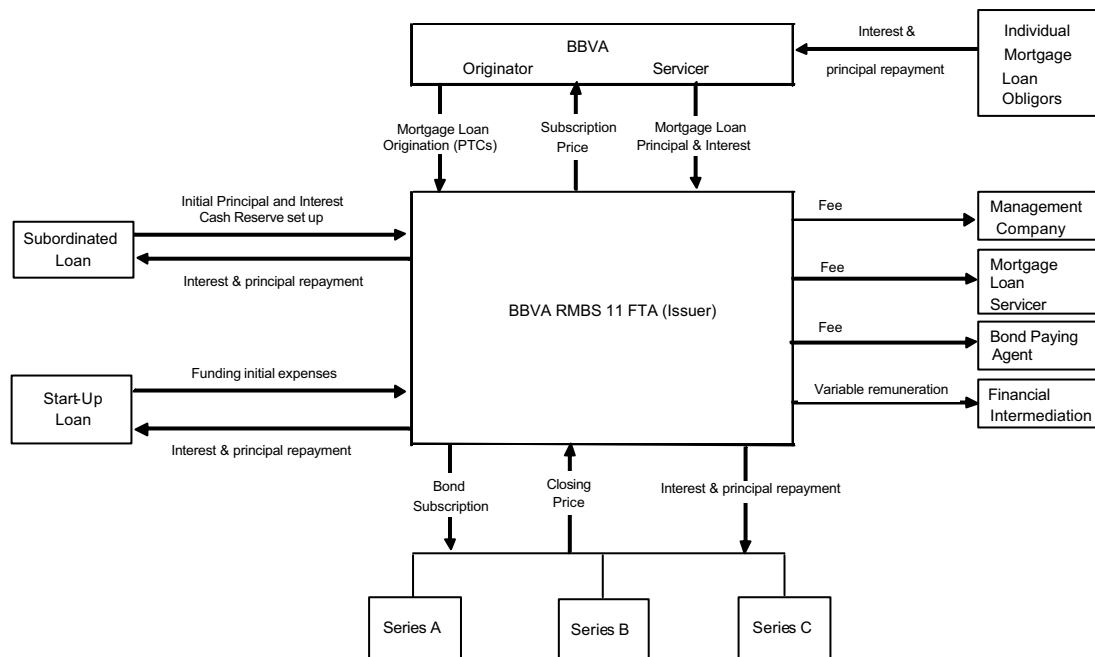 BBVA
Originator
Servicer
Interest &
principal repayment
Individual
Mortgage
Loan
Obligors
Mortgage Loan
Origination (PTCs)
Subscription
Price
Mortgage Loan
Principal & Interest
Initial Principal and Interest
Cash Reserve set up
Subordinated
Loan
Interest & principal repayment
BBVA RMBS 11 FTA (Issuer)
Fee
Management
Company
Fee
Mortgage
Loan
Servicer
Fee
Bond Paying
Agent
Variable remuneration
Financial
Intermediation
Funding initial expenses
Start-Up
Loan
Interest & principal repayment
Bond
Subscription
Closing
Price
Interest & principal repayment
Series A
Series B
Series C